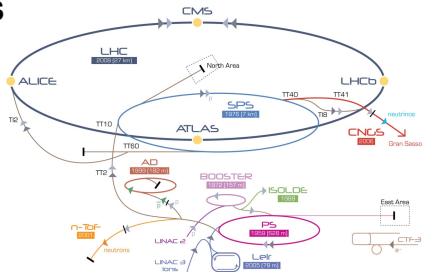 s
CMS
LHC
2008 (27 km)
North Area
ALICE
LHCb
p
SPS
1976 (7 km)
TT40
TT41
TI2
TI8
neutrinos
TT10
ATLAS
CNGS
2006
Gran Sasso
TT60
AD
1999 (182 m)
TT2
BOOSTER
1972 (157 m)
ISOLDE
1989
p
p
East Area
n-ToF
2001
PS
1959 (628 m)
neutrons
LINAC 2
CTF3
e-
LINAC 3
Ions
Leir
2005 (78 m)